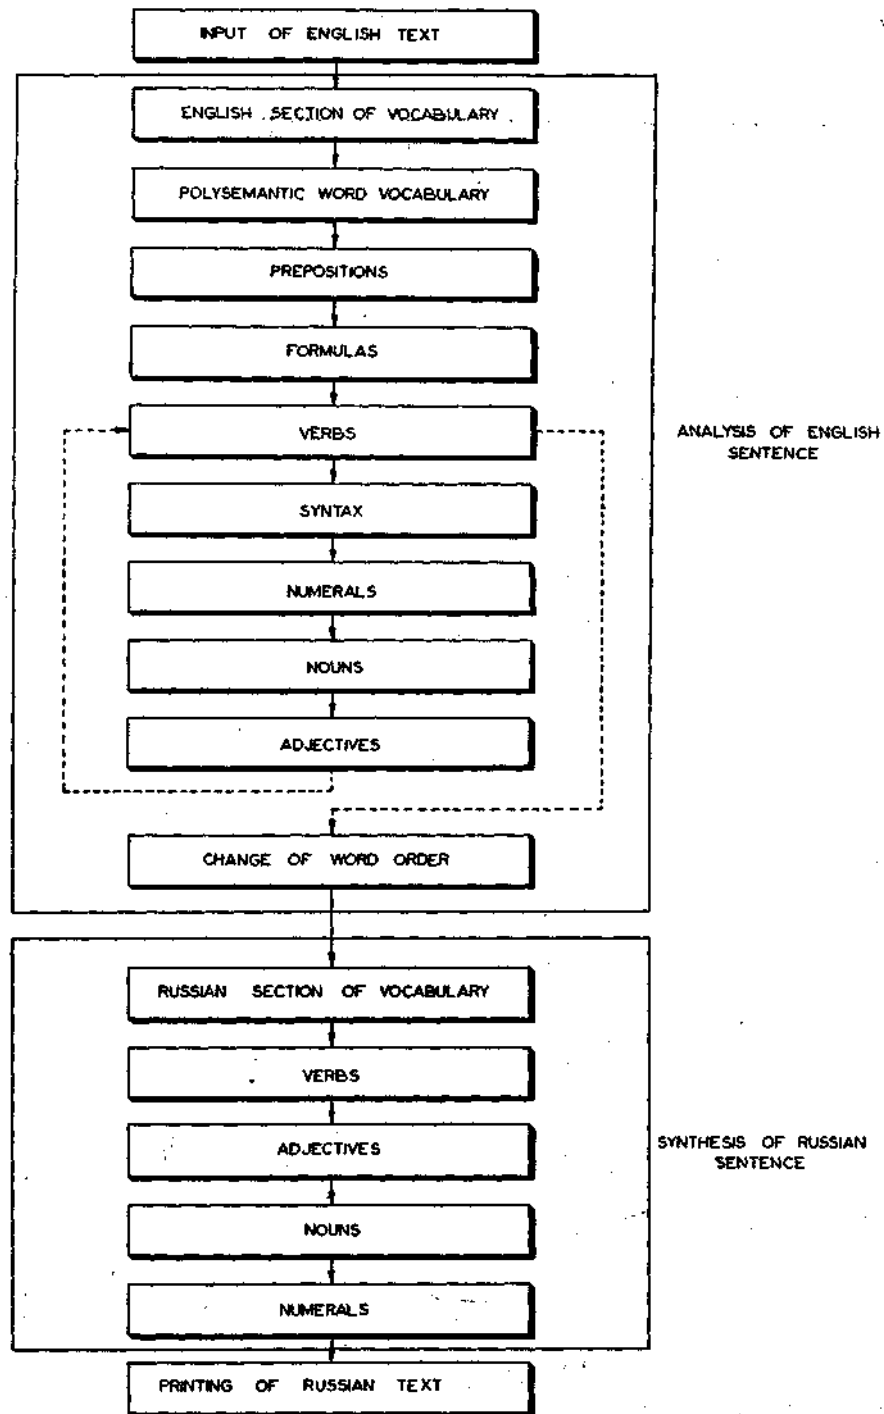 INPUT OF ENGLISH TEXT
ENGLISH SECTION OF VOCABULARY
POLYSEMANTIC WORD VOCABULARY
PREPOSITIONS
FORMULAS
VERBS
SYNTAX
NUMERALS
NOUNS
ADJECTIVES
CHANGE OF WORD ORDER
ANALYSIS OF ENGLISH
SENTENCE
RUSSIAN SECTION OF VOCABULARY
VERBS
ADJECTIVES
NOUNS
NUMERALS
SYNTHESIS OF RUSSIAN
SENTENCE
PRINTING OF RUSSIAN TEXT